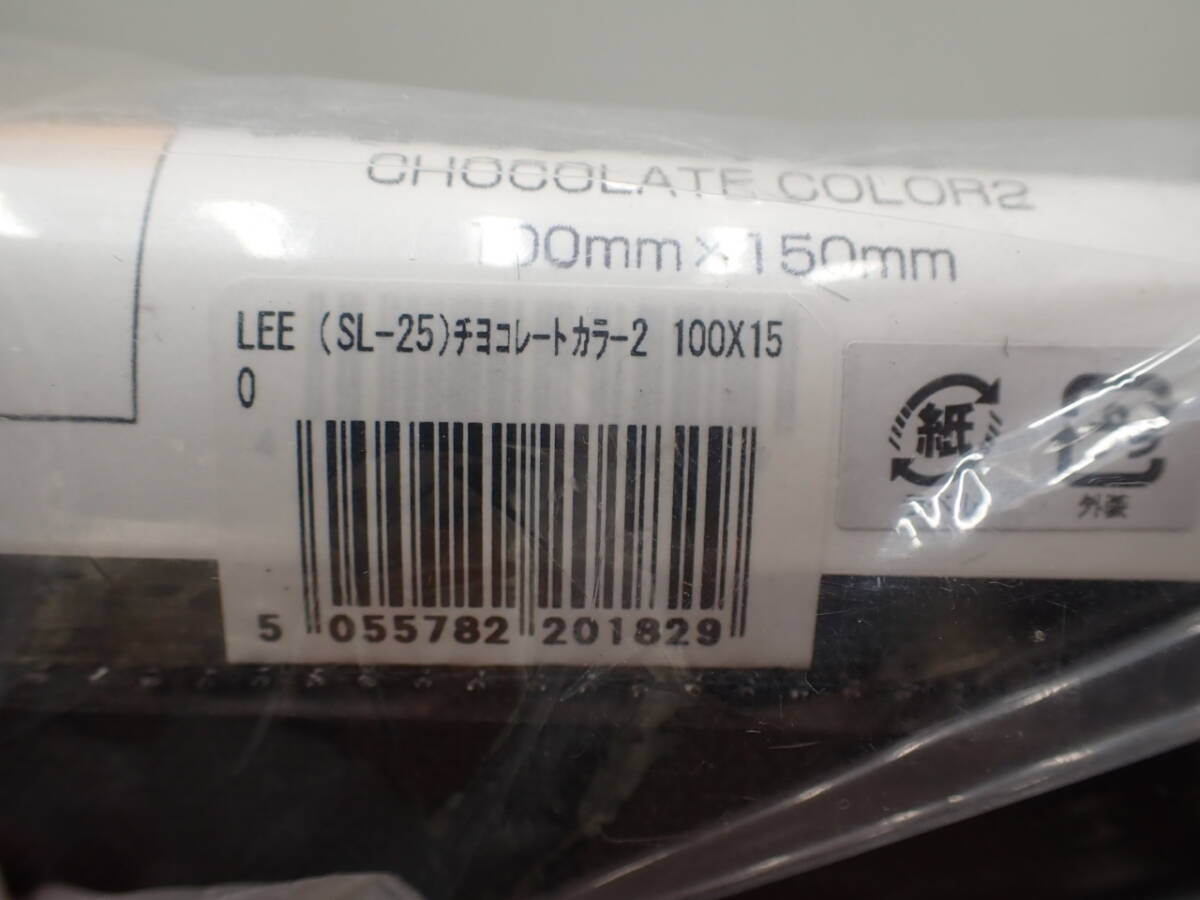 CHOCOLATE COLOR2
100mm×150mm
LEE (SL-25)ﾁﾖｺﾚｰﾄｶﾗｰ2 100X15
0
紙
外装
5 055782 201829